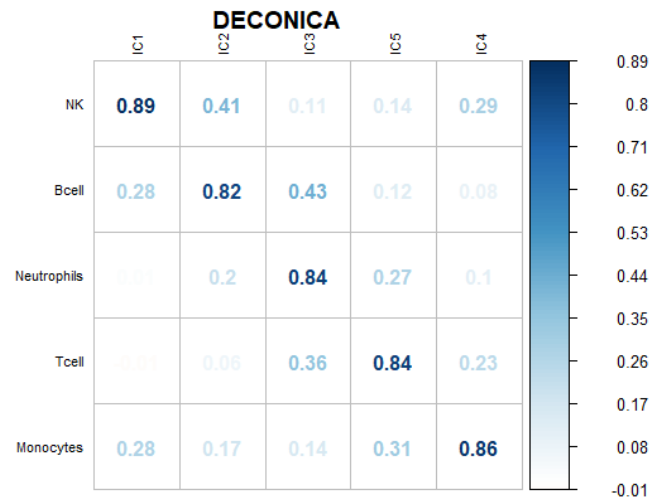 DECONICA
IC1 IC2 IC3 IC5 IC4
NK 0.89 0.41 0.11 0.14 0.29
Bcell 0.28 0.82 0.43 0.12 0.08
Neutrophils 0.01 0.2 0.84 0.27 0.1
Tcell -0.01 0.06 0.36 0.84 0.23
Monocytes 0.28 0.17 0.14 0.31 0.86
0.89
0.8
0.71
0.62
0.53
0.44
0.35
0.26
0.17
0.08
-0.01